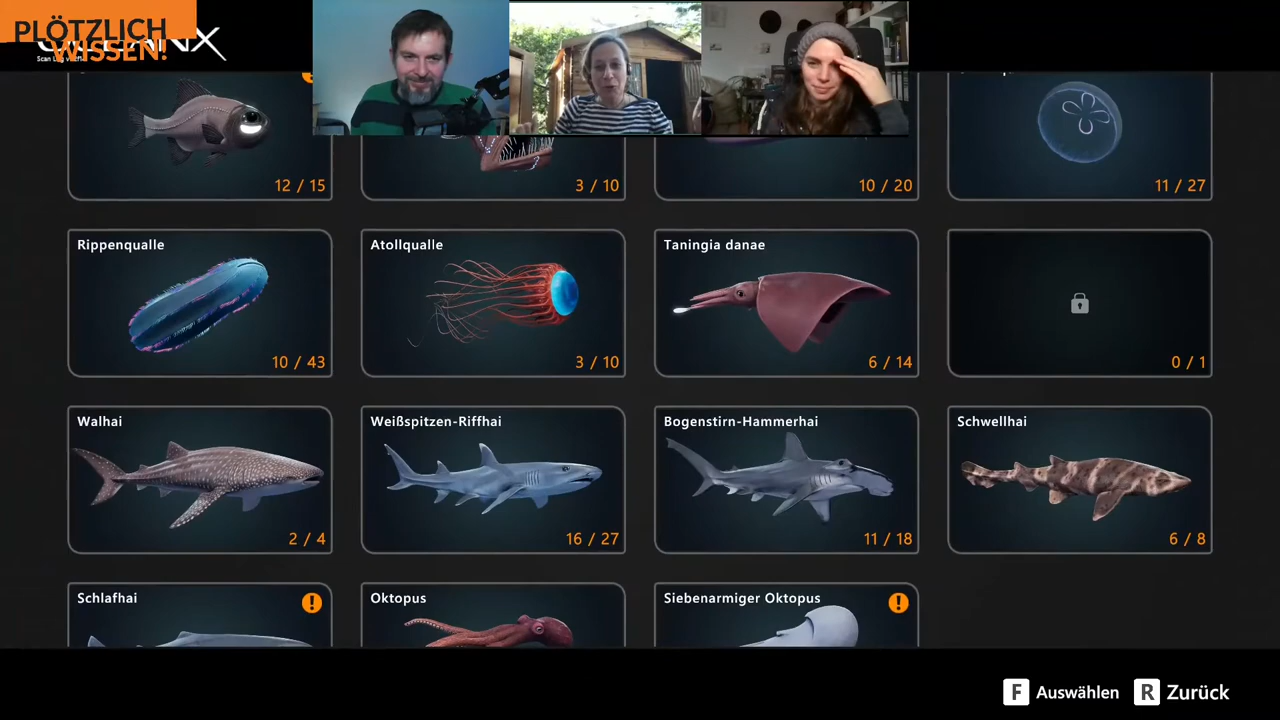 PLÖTZLICH
WISSEN!
12 / 15
3 / 10
10 / 20
11 / 27
Rippenqualle
10 / 43
Atollqualle
3 / 10
Taningia danae
6 / 14
0 / 1
Walhai
2 / 4
Weißspitzen-Riffhai
16 / 27
Bogenstirn-Hammerhai
11 / 18
Schwellhai
6 / 8
Schlafhai
!
Oktopus
Siebenarmiger Oktopus
!
F Auswählen R Zurück